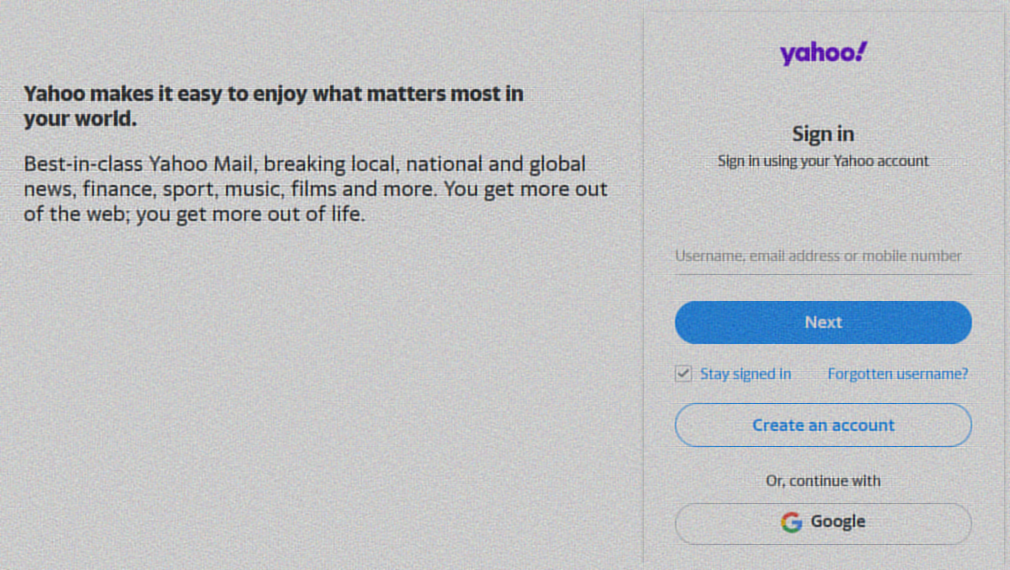 Yahoo makes it easy to enjoy what matters most in
your world.
Best-in-class Yahoo Mail, breaking local, national and global
news, finance, sport, music, films and more. You get more out
of the web; you get more out of life.
yahoo!
Sign in
Sign in using your Yahoo account
Username, email address or mobile number
Next
Stay signed in
Forgotten username?
Create an account
Or, continue with
Google